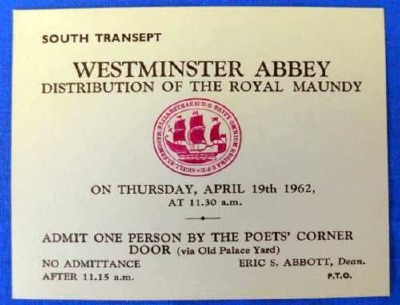 SOUTH TRANSEPT
WESTMINSTER ABBEY
DISTRIBUTION OF THE ROYAL MAUNDY
ON THURSDAY, APRIL 19th 1962,
AT 11.30 a.m.
ADMIT ONE PERSON BY THE POETS' CORNER
DOOR (via Old Palace Yard)
NO ADMITTANCE ERIC S. ABBOTT, Dean.
AFTER 11.15 a.m. P.T.O.